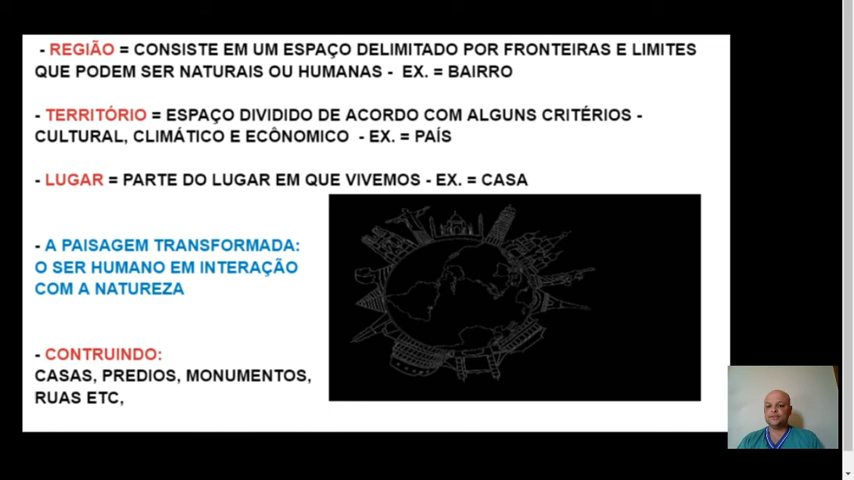 - REGIÃO = CONSISTE EM UM ESPAÇO DELIMITADO POR FRONTEIRAS E LIMITES
QUE PODEM SER NATURAIS OU HUMANAS - EX. = BAIRRO
- TERRITÓRIO = ESPAÇO DIVIDIDO DE ACORDO COM ALGUNS CRITÉRIOS -
CULTURAL, CLIMÁTICO E ECÔNOMICO - EX. = PAÍS
- LUGAR = PARTE DO LUGAR EM QUE VIVEMOS - EX. = CASA
- A PAISAGEM TRANSFORMADA:
O SER HUMANO EM INTERAÇÃO
COM A NATUREZA
- CONTRUINDO:
CASAS, PREDIOS, MONUMENTOS,
RUAS ETC,